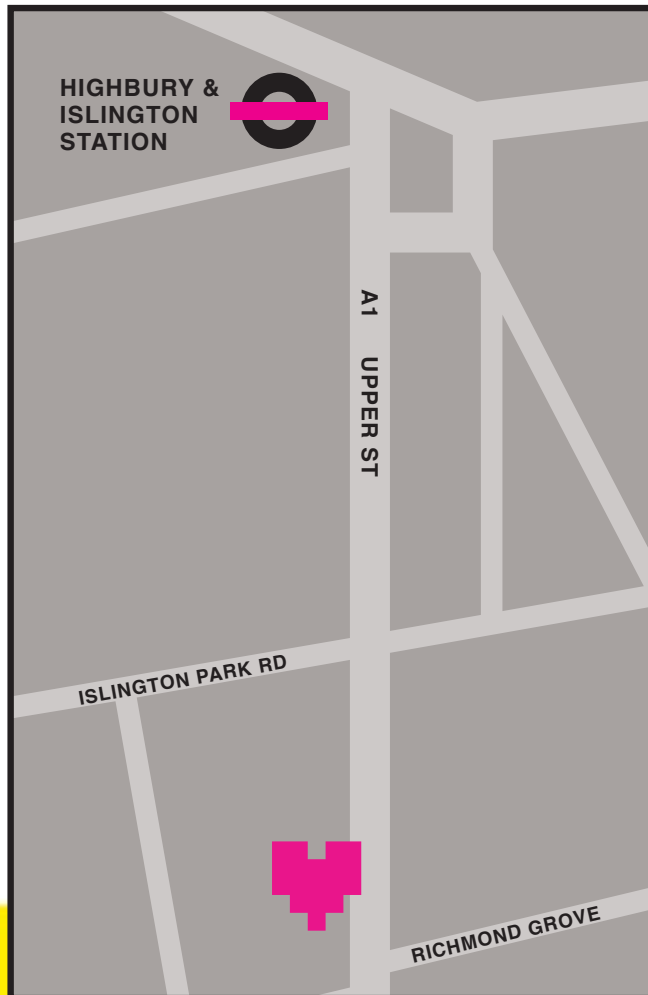 HIGHBURY &
ISLINGTON
STATION
A1 UPPER ST
ISLINGTON PARK RD
RICHMOND GROVE